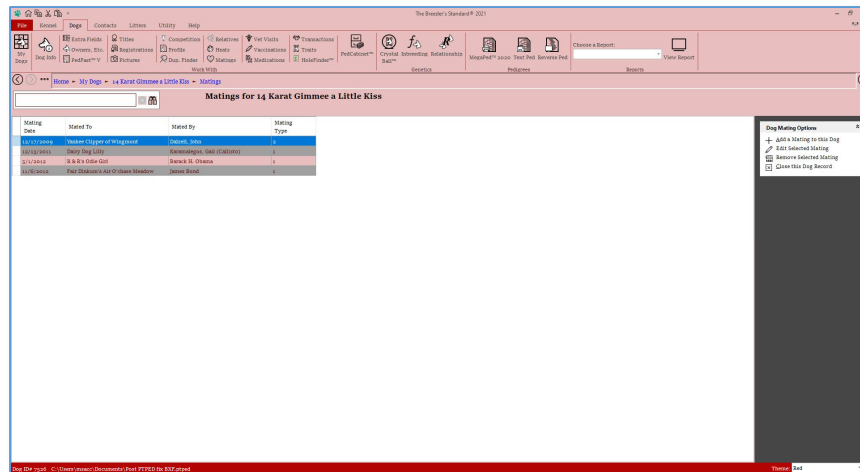 The Breeder's Standard® 2021
File Kennel Dogs Contacts Litters Utility Help
My Dogs
Dog Info
Extra Fields
Owners, Etc.
PedFast™ V
Titles
Registrations
Pictures
Competition
Profile
Dup. Finder
Relatives
Heats
Matings
Vet Visits
Vaccinations
Medications
Transactions
Traits
HoleFinder™
PedCabinet™
Work With
Crystal Ball™
Inbreeding
Relationship
Genetics
MegaPed™ 2020
Text Ped
Reverse Ped
Pedigrees
Choose a Report:
View Report
Reports
Home My Dogs 14 Karat Gimmee a Little Kiss Matings
Matings for 14 Karat Gimmee a Little Kiss
Mating Date Mated To Mated By Mating Type
12/17/2009 Yankee Clipper of Wingmont Dalzell, John 2
12/13/2011 Daisy Dog Lilly Karamalegos, Gail (Callisto) 1
5/1/2012 B & B's Odie Girl Barack H. Obama 1
11/6/2012 Fair Dinkum's Air O'chase Meadow James Bond 1
Dog Mating Options
Add a Mating to this Dog
Edit Selected Mating
Remove Selected Mating
Close this Dog Record
Dog ID# 7526 C:\Users\msacc\Documents\Post PTPED fix BXF.ptped
Theme: Red